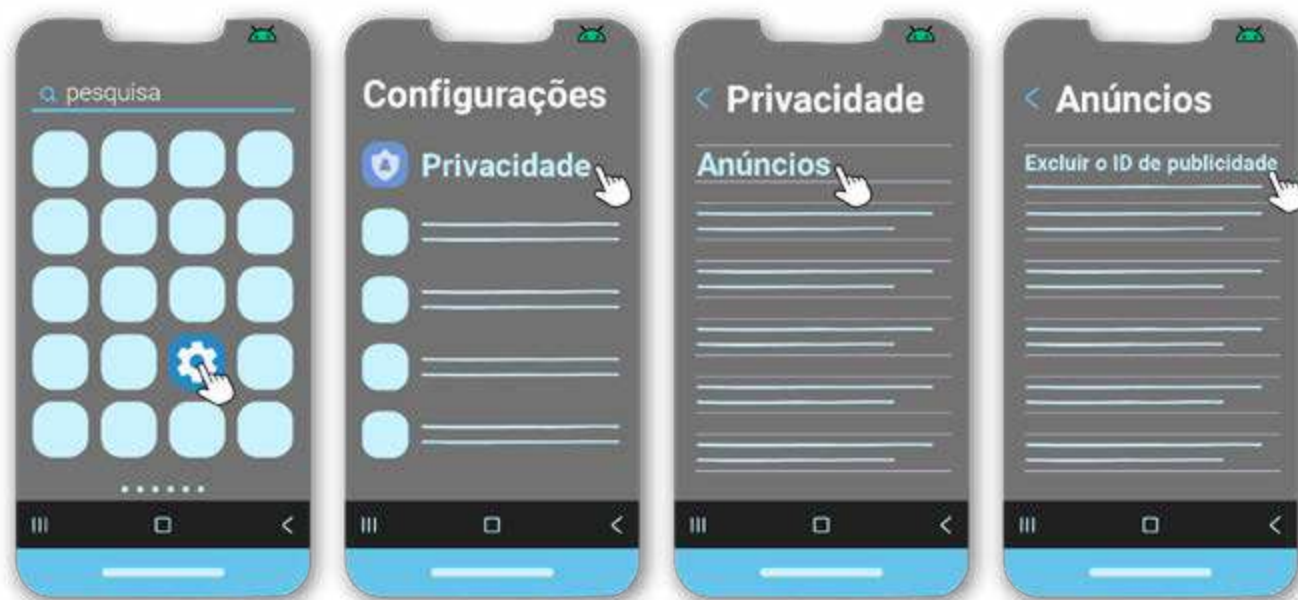 pesquisa
Configurações
Privacidade
Privacidade
Anúncios
Anúncios
Excluir o ID de publicidade